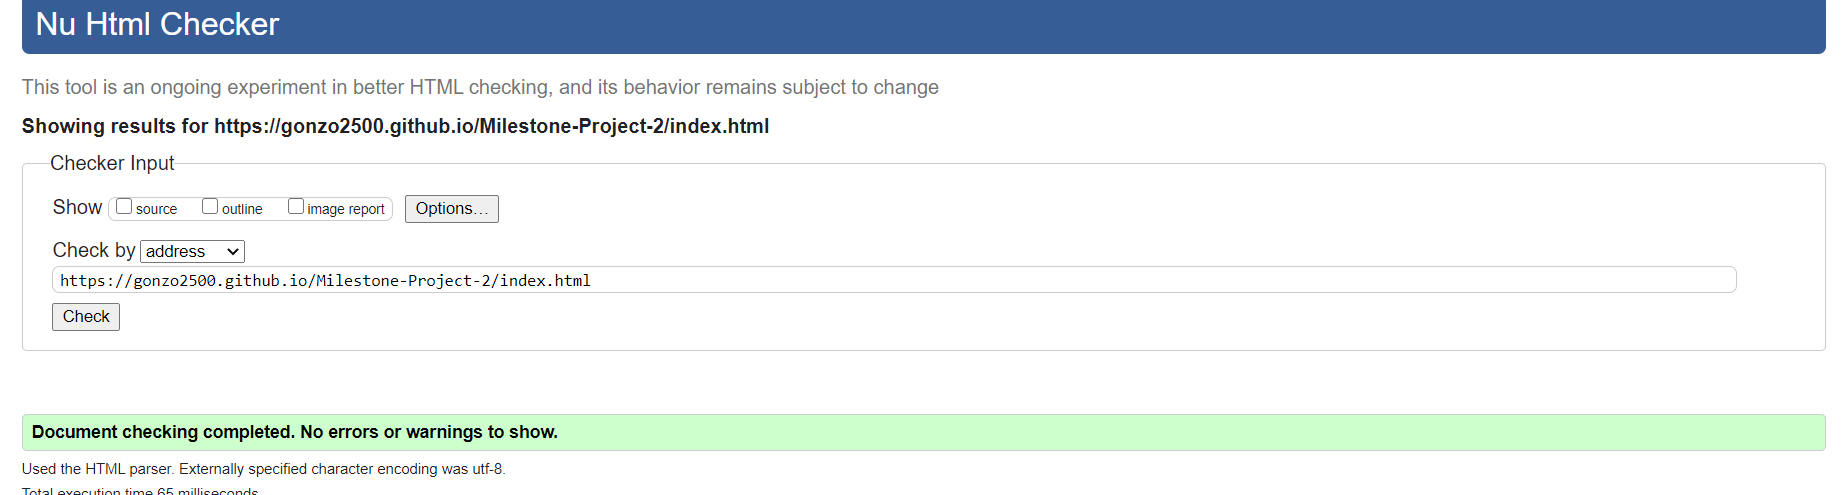 Nu Html Checker
This tool is an ongoing experiment in better HTML checking, and its behavior remains subject to change
Showing results for https://gonzo2500.github.io/Milestone-Project-2/index.html
Checker Input
Show source outline image report Options...
Check by address
https://gonzo2500.github.io/Milestone-Project-2/index.html
Check
Document checking completed. No errors or warnings to show.
Used the HTML parser. Externally specified character encoding was utf-8.
Total execution time 65 milliseconds.